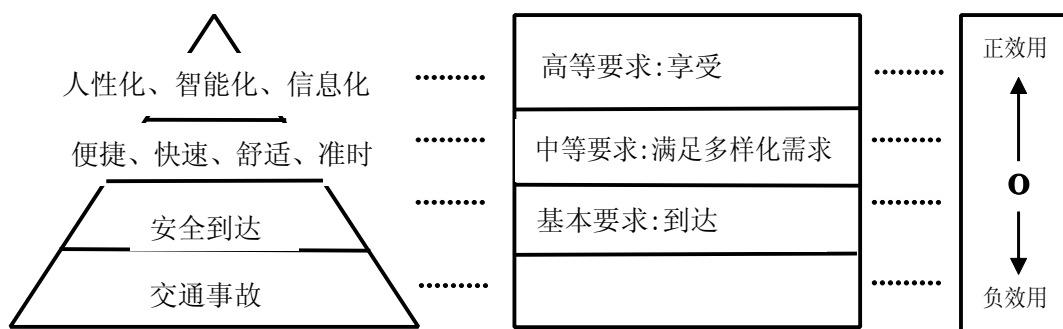 人性化、智能化、信息化
高等要求:享受
正效用
便捷、快速、舒适、准时
中等要求:满足多样化需求
o
安全到达
基本要求:到达
交通事故
负效用